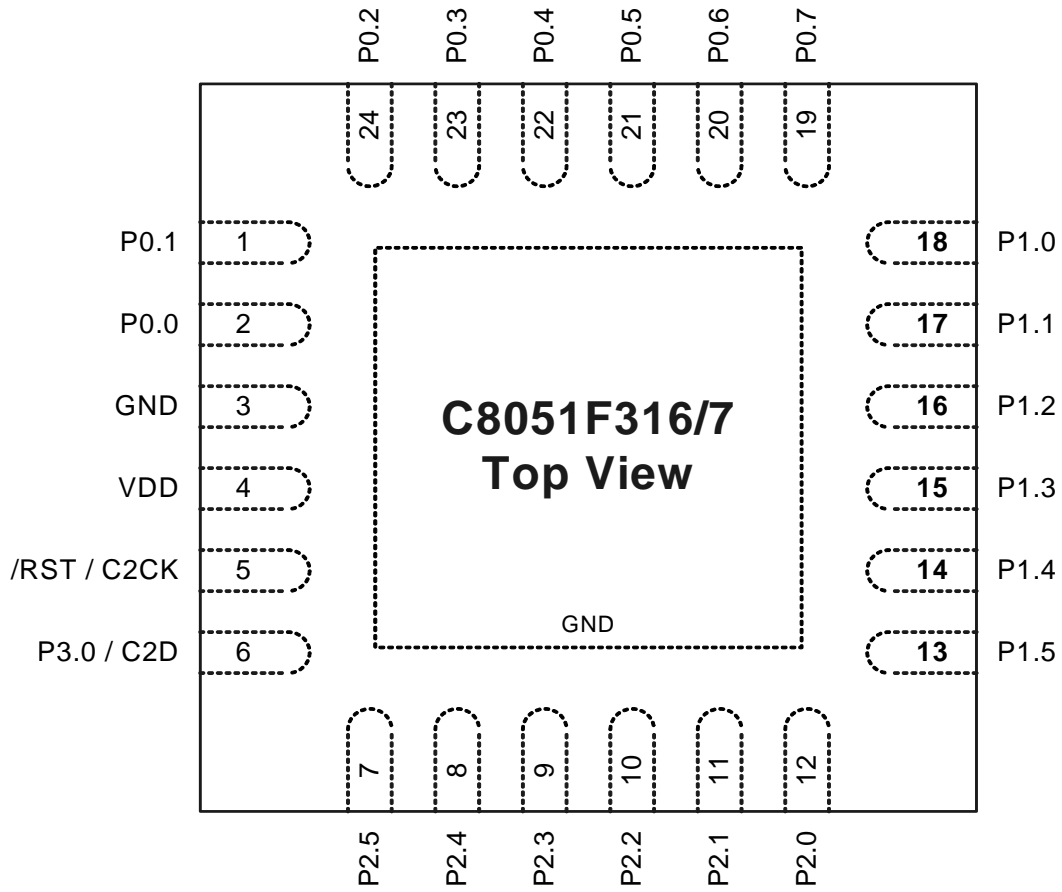 P0.2
P0.3
P0.4
P0.5
P0.6
P0.7
24
23
22
21
20
19
P0.1 1
P0.0 2
GND 3
VDD 4
/RST / C2CK 5
P3.0 / C2D 6
18 P1.0
17 P1.1
16 P1.2
15 P1.3
14 P1.4
13 P1.5
C8051F316/7
Top View
GND
7
8
9
10
11
12
P2.5
P2.4
P2.3
P2.2
P2.1
P2.0